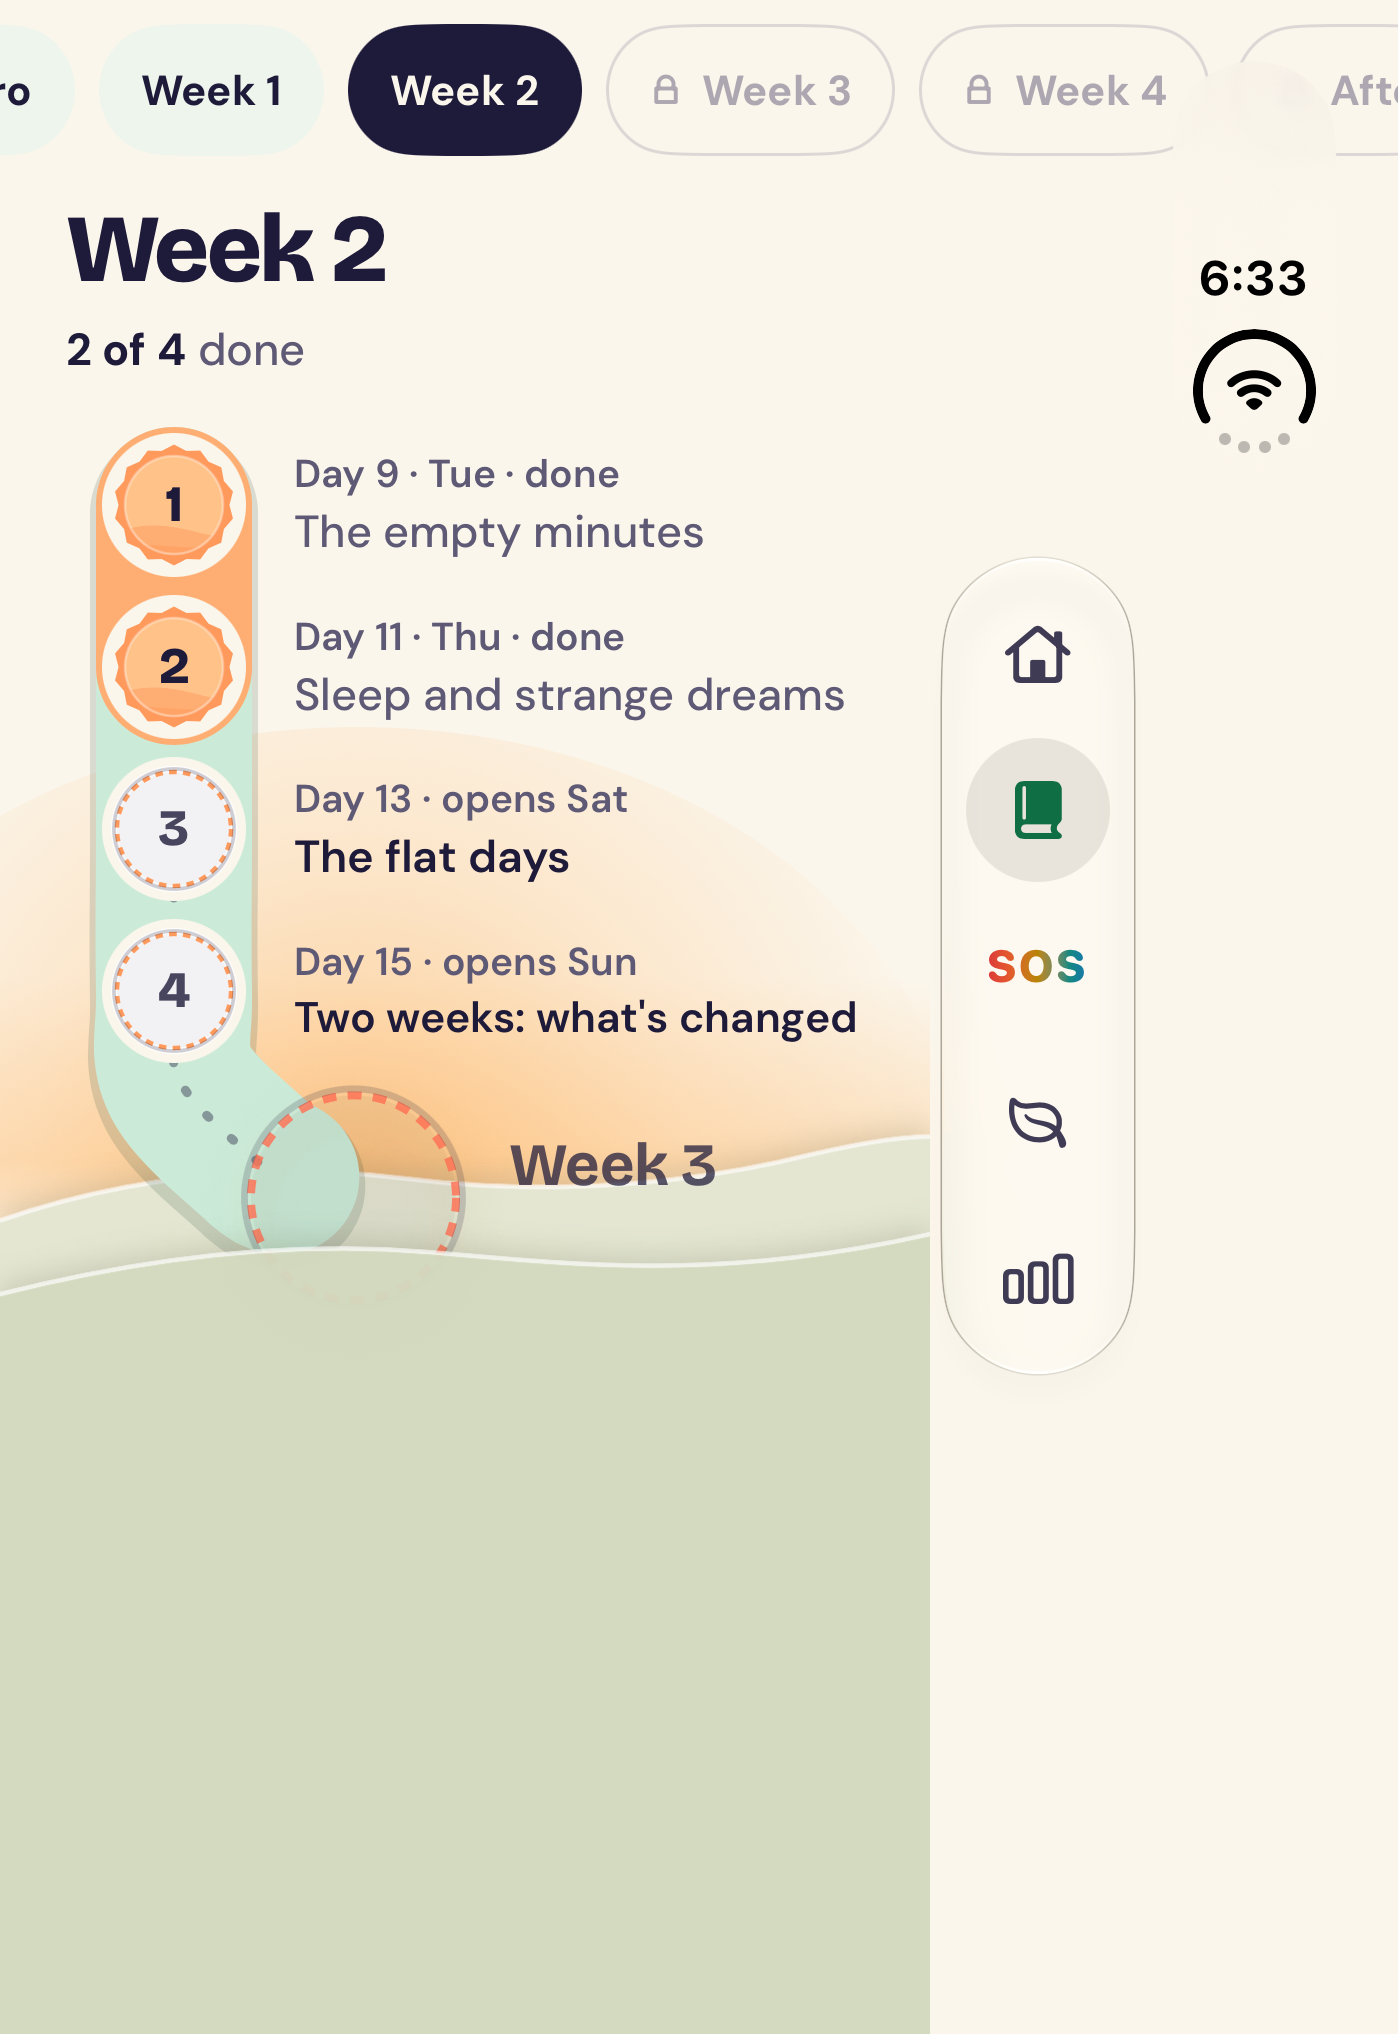 ro
Week 1
Week 2
Week 3
Week 4
Afte
Week 2
2 of 4 done
6:33
1
Day 9 · Tue · done
The empty minutes
2
Day 11 · Thu · done
Sleep and strange dreams
3
Day 13 · opens Sat
The flat days
4
Day 15 · opens Sun
Two weeks: what's changed
Week 3
SOS